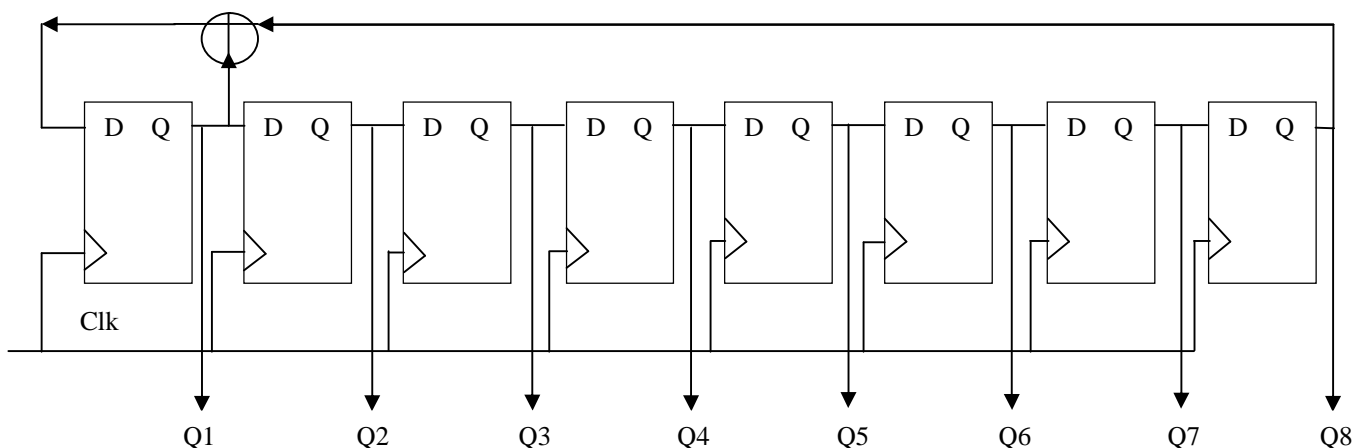 D Q D Q D Q D Q D Q D Q D Q D Q
Clk
Q1 Q2 Q3 Q4 Q5 Q6 Q7 Q8